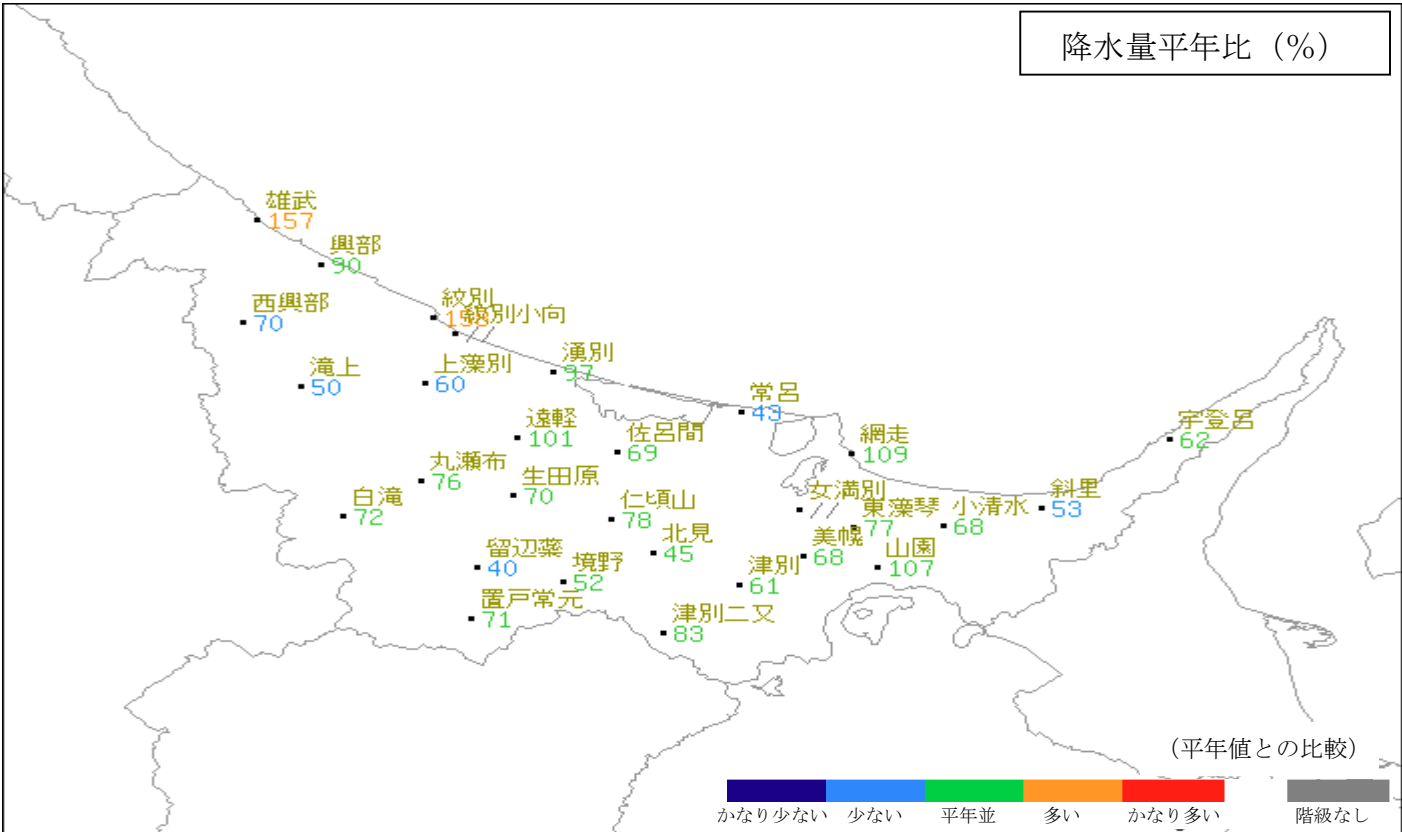 降水量平年比（%）
雄武
157
興部
90
西興部
70
紋別
158
紋別小向
滝上
50
上藻別
60
湧別
97
常呂
43
遠軽
101
佐呂間
69
網走
109
宇登呂
62
丸瀬布
76
生田原
70
白滝
72
仁頃山
78
女満別
東藻琴
77
小清水
68
斜里
53
北見
45
美幌
68
山園
107
留辺蘂
40
境野
52
津別
61
置戸常元
71
津別二又
83
（平年値との比較）
かなり少ない 少ない 平年並 多い かなり多い 階級なし